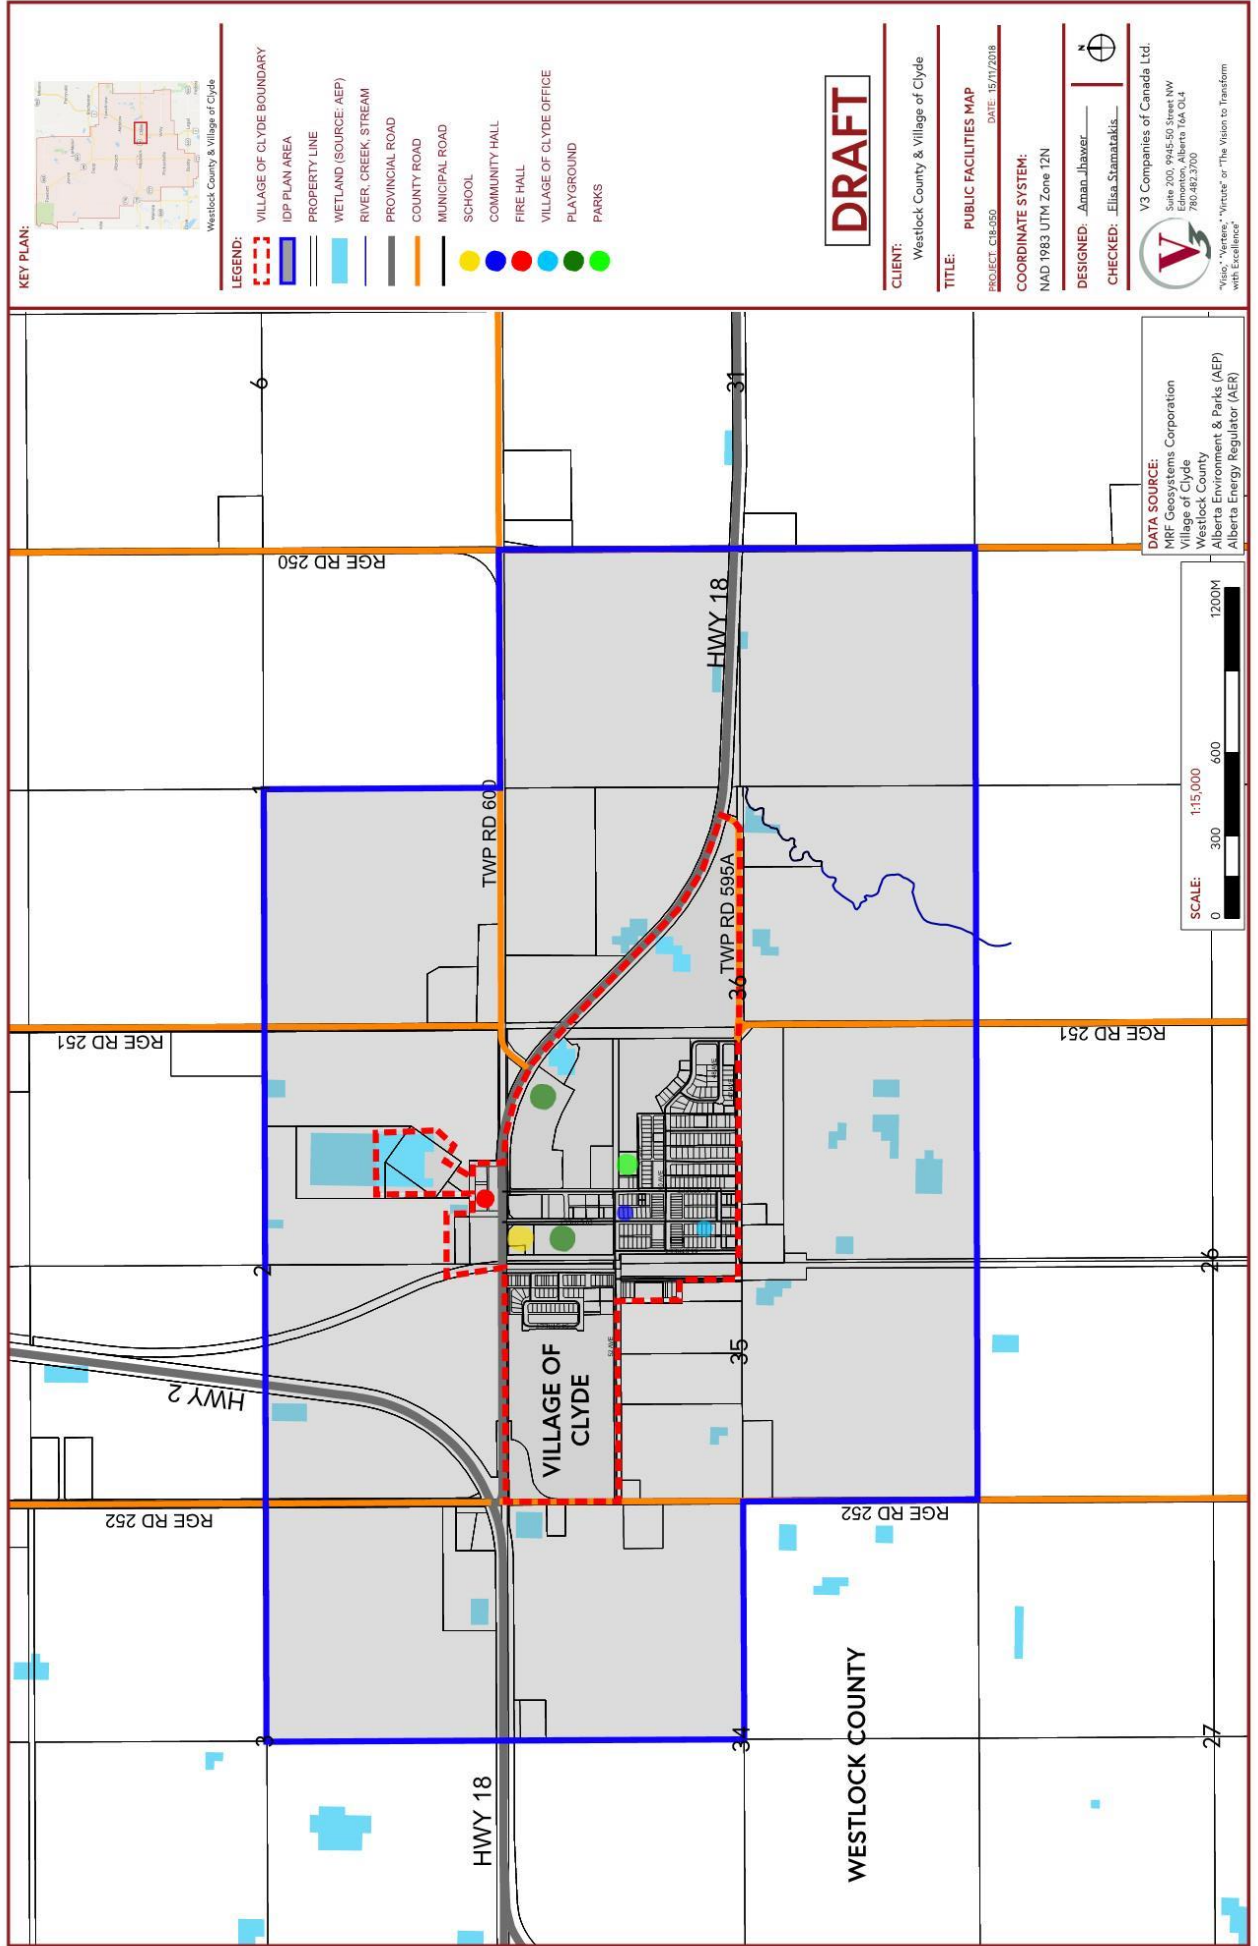 KEY PLAN:
Westlock County & Village of Clyde
LEGEND:
VILLAGE OF CLYDE BOUNDARY
IDP PLAN AREA
PROPERTY LINE
WETLAND (SOURCE: AEP)
RIVER, CREEK, STREAM
PROVINCIAL ROAD
COUNTY ROAD
MUNICIPAL ROAD
SCHOOL
COMMUNITY HALL
FIRE HALL
VILLAGE OF CLYDE OFFICE
PLAYGROUND
PARKS
DRAFT
CLIENT:
Westlock County & Village of Clyde
TITLE:
PUBLIC FACILITIES MAP
PROJECT: C18-050 DATE: 15/11/2018
COORDINATE SYSTEM:
NAD 1983 UTM Zone 12N
DESIGNED: Aman Jhawer
CHECKED: Elisa Stamatakis
N
V3
V3 Companies of Canada Ltd.
Suite 200, 9945-50 Street NW
Edmonton, Alberta T6A OL4
780.482.3700
"Visio," "Vertere," "Virtute" or "The Vision to Transform
with Excellence"
6
31
RGE RD 250
HWY 18
1
TWP RD 600
TWP RD 595A
36
RGE RD 251
RGE RD 251
2
26
35
HWY 2
VILLAGE OF
CLYDE
51 AVE
RGE RD 252
RGE RD 252
3
34
27
HWY 18
WESTLOCK COUNTY
DATA SOURCE:
MRF Geosystems Corporation
Village of Clyde
Westlock County
Alberta Environment & Parks (AEP)
Alberta Energy Regulator (AER)
SCALE: 1:15,000
0 300 600 1200M